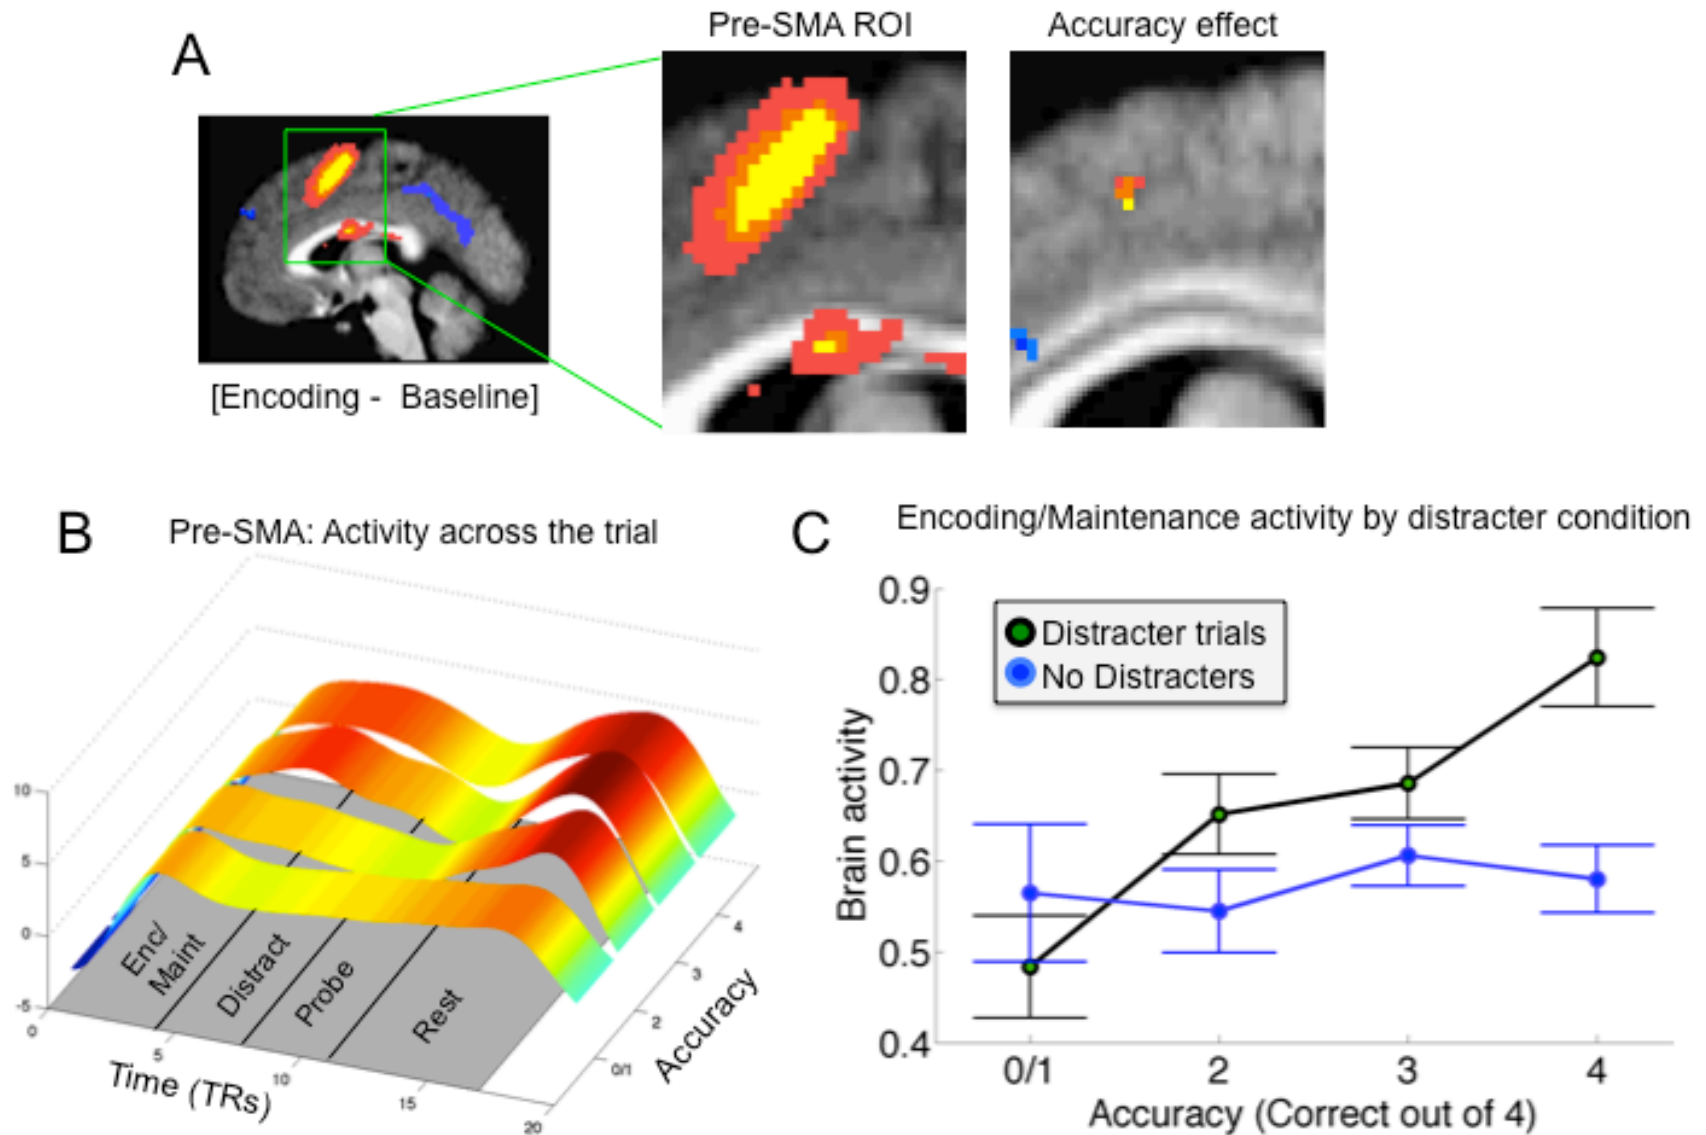 A
Pre-SMA ROI
Accuracy effect
[Encoding - Baseline]
B
Pre-SMA: Activity across the trial
10
5
0
-5
Enc/
Maint
Distract
Probe
Rest
0
5
10
15
20
Time (TRs)
0/1
2
3
4
Accuracy
C
Encoding/Maintenance activity by distracter condition
Distracter trials
No Distracters
0.9
0.8
0.7
0.6
0.5
0.4
Brain activity
0/1
2
3
4
Accuracy (Correct out of 4)